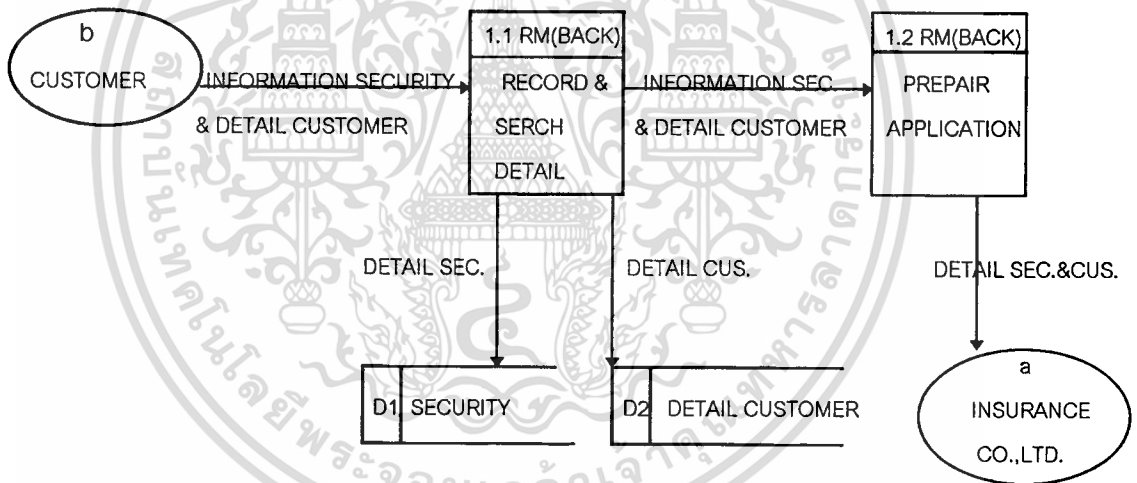 b
CUSTOMER
INFORMATION SECURITY
& DETAIL CUSTOMER
1.1 RM(BACK)
RECORD &
SERCH
DETAIL
INFORMATION SEC.
& DETAIL CUSTOMER
1.2 RM(BACK)
PREPAIR
APPLICATION
DETAIL SEC.
DETAIL CUS.
DETAIL SEC.&CUS.
D1 SECURITY
D2 DETAIL CUSTOMER
a
INSURANCE
CO.,LTD.